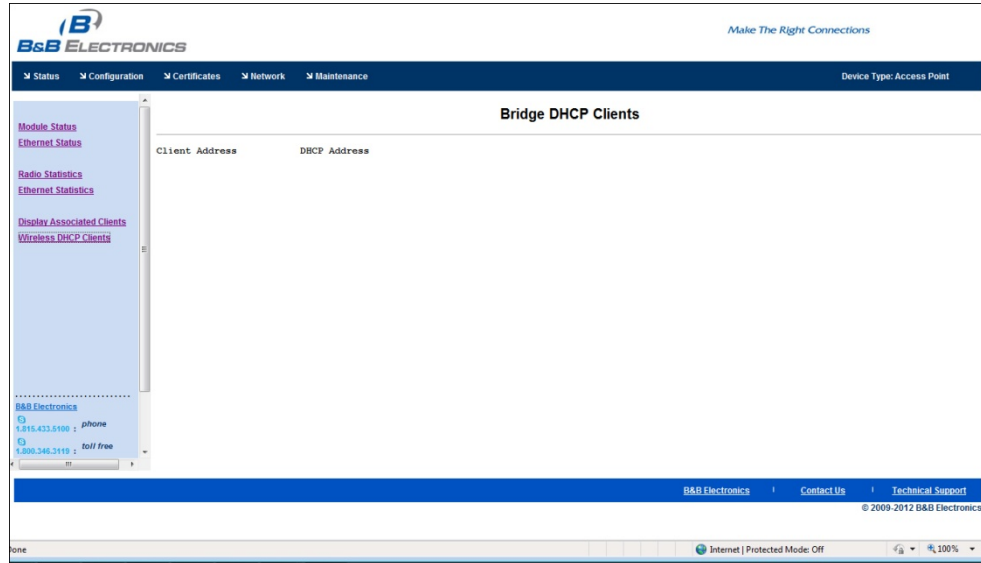 B
B&B ELECTRONICS
Make The Right Connections
Status Configuration Certificates Network Maintenance Device Type: Access Point
Bridge DHCP Clients
Module Status
Ethernet Status
Radio Statistics
Ethernet Statistics
Display Associated Clients
Wireless DHCP Clients
Client Address DHCP Address
B&B Electronics
1.815.433.5100 : phone
1.800.346.3119 : toll free
B&B Electronics | Contact Us | Technical Support
© 2009-2012 B&B Electronics
Done Internet | Protected Mode: Off 100%